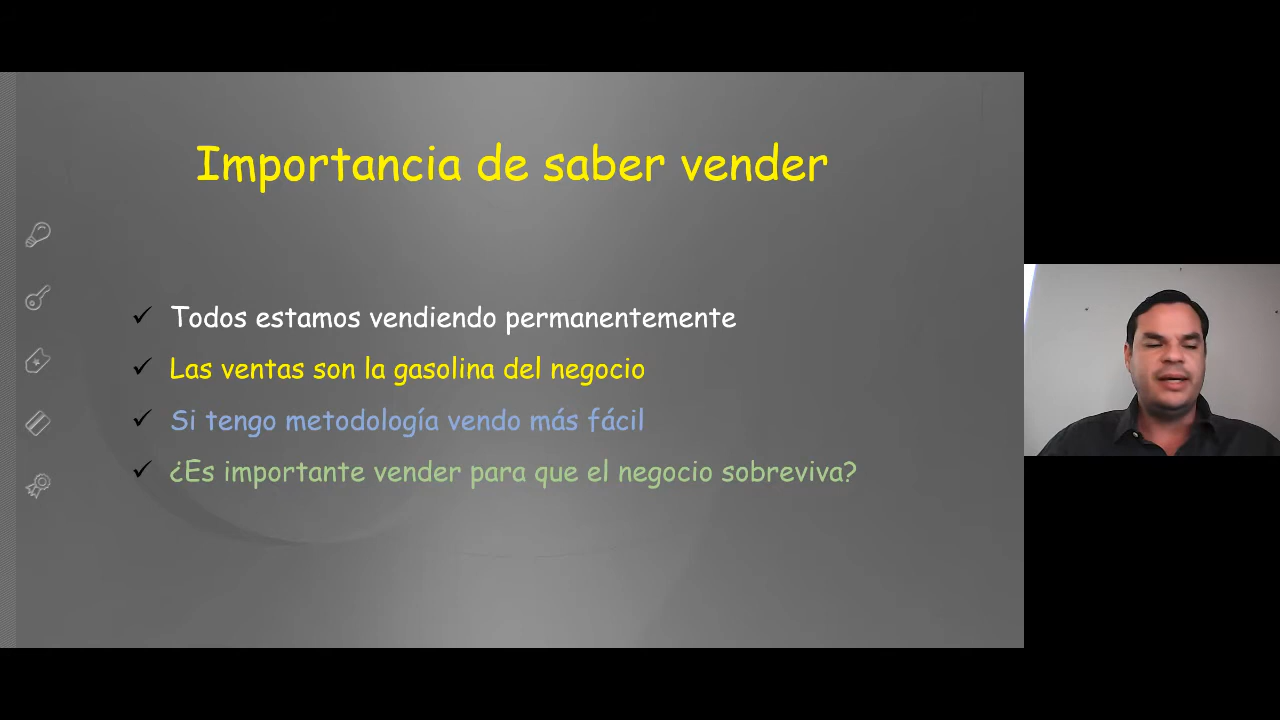 Importancia de saber vender
Todos estamos vendiendo permanentemente
Las ventas son la gasolina del negocio
Si tengo metodología vendo más fácil
¿Es importante vender para que el negocio sobreviva?